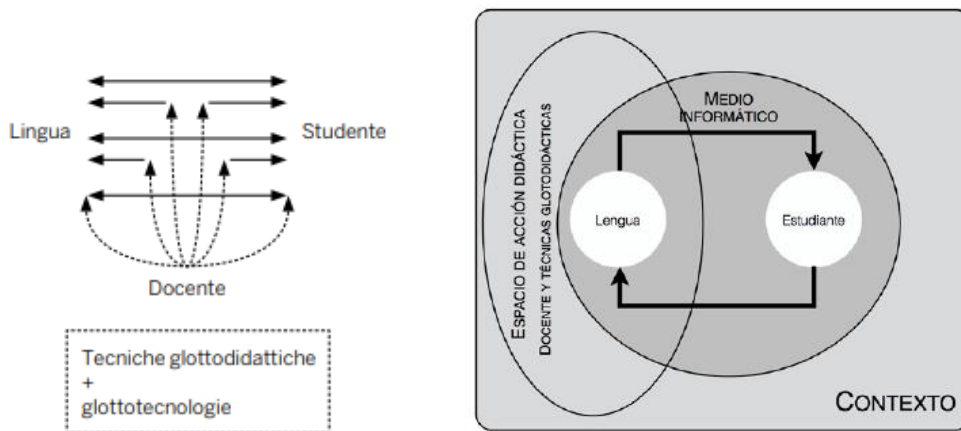 Lingua
Studente
Docente
Tecniche glottodidattiche
+
glottotecnologie
ESPACIO DE ACCIÓN DIDÁCTICA
DOCENTE Y TÉCNICAS GLOTODIDÁCTICAS
MEDIO
INFORMÁTICO
Lengua
Estudiante
CONTEXTO